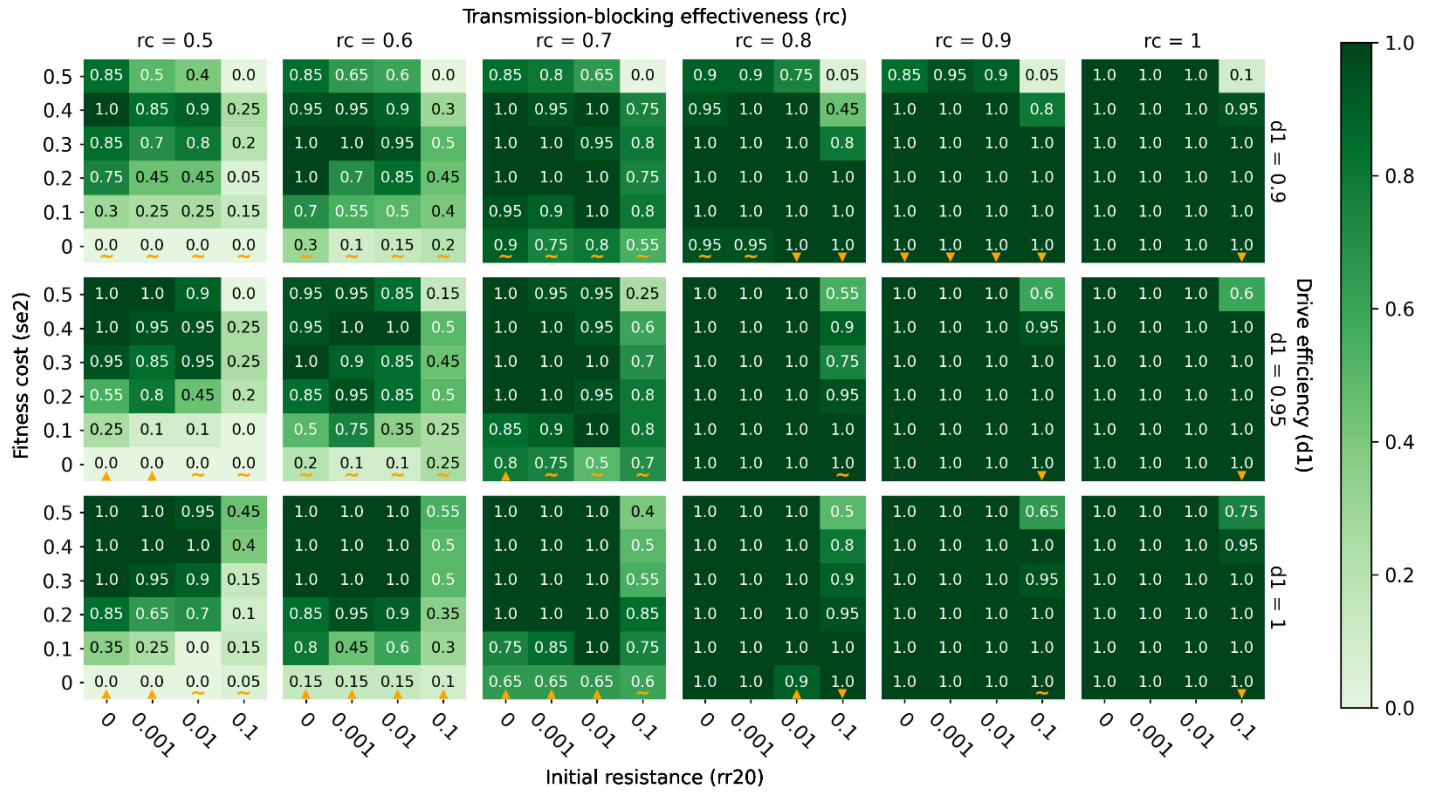 Transmission-blocking effectiveness (rc)
rc = 0.5 rc = 0.6 rc = 0.7 rc = 0.8 rc = 0.9 rc = 1
0.5 0.85 0.5 0.4 0.0 0.85 0.65 0.6 0.0 0.85 0.8 0.65 0.0 0.9 0.9 0.75 0.05 0.85 0.95 0.9 0.05 1.0 1.0 1.0 0.1
0.4 1.0 0.85 0.9 0.25 0.95 0.95 0.9 0.3 1.0 0.95 1.0 0.75 0.95 1.0 1.0 0.45 1.0 1.0 1.0 0.8 1.0 1.0 1.0 0.95
0.3 0.85 0.7 0.8 0.2 1.0 1.0 0.95 0.5 1.0 1.0 0.95 0.8 1.0 1.0 1.0 0.8 1.0 1.0 1.0 1.0 1.0 1.0 1.0 1.0
0.2 0.75 0.45 0.45 0.05 1.0 0.7 0.85 0.45 1.0 1.0 1.0 0.75 1.0 1.0 1.0 1.0 1.0 1.0 1.0 1.0 1.0 1.0 1.0 1.0
0.1 0.3 0.25 0.25 0.15 0.7 0.55 0.5 0.4 0.95 0.9 1.0 0.8 1.0 1.0 1.0 1.0 1.0 1.0 1.0 1.0 1.0 1.0 1.0 1.0
0 0.0 0.0 0.0 0.0 0.3 0.1 0.15 0.2 0.9 0.75 0.8 0.55 0.95 0.95 1.0 1.0 1.0 1.0 1.0 1.0 1.0 1.0 1.0 1.0
~ ~ ~ ~ ~ ~ ~ ~ ~ ~ ~ ~ ~ ~ ▼ ▼ ▼ ▼ ▼ ▼ ▼
d1 = 0.9
0.5 1.0 1.0 0.9 0.0 0.95 0.95 0.85 0.15 1.0 0.95 0.95 0.25 1.0 1.0 1.0 0.55 1.0 1.0 1.0 0.6 1.0 1.0 1.0 0.6
0.4 1.0 0.95 0.95 0.25 0.95 1.0 1.0 0.5 1.0 1.0 0.95 0.6 1.0 1.0 1.0 0.9 1.0 1.0 1.0 0.95 1.0 1.0 1.0 1.0
0.3 0.95 0.85 0.95 0.25 1.0 0.9 0.85 0.45 1.0 1.0 1.0 0.7 1.0 1.0 1.0 0.75 1.0 1.0 1.0 1.0 1.0 1.0 1.0 1.0
0.2 0.55 0.8 0.45 0.2 0.85 0.95 0.85 0.5 1.0 1.0 0.95 0.8 1.0 1.0 1.0 0.95 1.0 1.0 1.0 1.0 1.0 1.0 1.0 1.0
0.1 0.25 0.1 0.1 0.0 0.5 0.75 0.35 0.25 0.85 0.9 1.0 0.8 1.0 1.0 1.0 1.0 1.0 1.0 1.0 1.0 1.0 1.0 1.0 1.0
0 0.0 0.0 0.0 0.0 0.2 0.1 0.1 0.25 0.8 0.75 0.5 0.7 1.0 1.0 1.0 1.0 1.0 1.0 1.0 1.0 1.0 1.0 1.0 1.0
▲ ▲ ~ ~ ~ ~ ~ ~ ▲ ~ ~ ~ ~ ▼ ▼
d1 = 0.95
0.5 1.0 1.0 0.95 0.45 1.0 1.0 1.0 0.55 1.0 1.0 1.0 0.4 1.0 1.0 1.0 0.5 1.0 1.0 1.0 0.65 1.0 1.0 1.0 0.75
0.4 1.0 1.0 1.0 0.4 1.0 1.0 1.0 0.5 1.0 1.0 1.0 0.5 1.0 1.0 1.0 0.8 1.0 1.0 1.0 1.0 1.0 1.0 1.0 0.95
0.3 1.0 0.95 0.9 0.15 1.0 1.0 1.0 0.5 1.0 1.0 1.0 0.55 1.0 1.0 1.0 0.9 1.0 1.0 1.0 0.95 1.0 1.0 1.0 1.0
0.2 0.85 0.65 0.7 0.1 0.85 0.95 0.9 0.35 1.0 1.0 1.0 0.85 1.0 1.0 1.0 0.95 1.0 1.0 1.0 1.0 1.0 1.0 1.0 1.0
0.1 0.35 0.25 0.0 0.15 0.8 0.45 0.6 0.3 0.75 0.85 1.0 0.75 1.0 1.0 1.0 1.0 1.0 1.0 1.0 1.0 1.0 1.0 1.0 1.0
0 0.0 0.0 0.0 0.05 0.15 0.15 0.15 0.1 0.65 0.65 0.65 0.6 1.0 1.0 0.9 1.0 1.0 1.0 1.0 1.0 1.0 1.0 1.0 1.0
▲ ▲ ~ ~ ▲ ▲ ▲ ▲ ▲ ▲ ▲ ~ ▲ ▼ ~ ▼
d1 = 1
0 0.001 0.01 0.1 0 0.001 0.01 0.1 0 0.001 0.01 0.1 0 0.001 0.01 0.1 0 0.001 0.01 0.1 0 0.001 0.01 0.1
Initial resistance (rr20)
Fitness cost (se2)
Drive efficiency (d1)
1.0
0.8
0.6
0.4
0.2
0.0